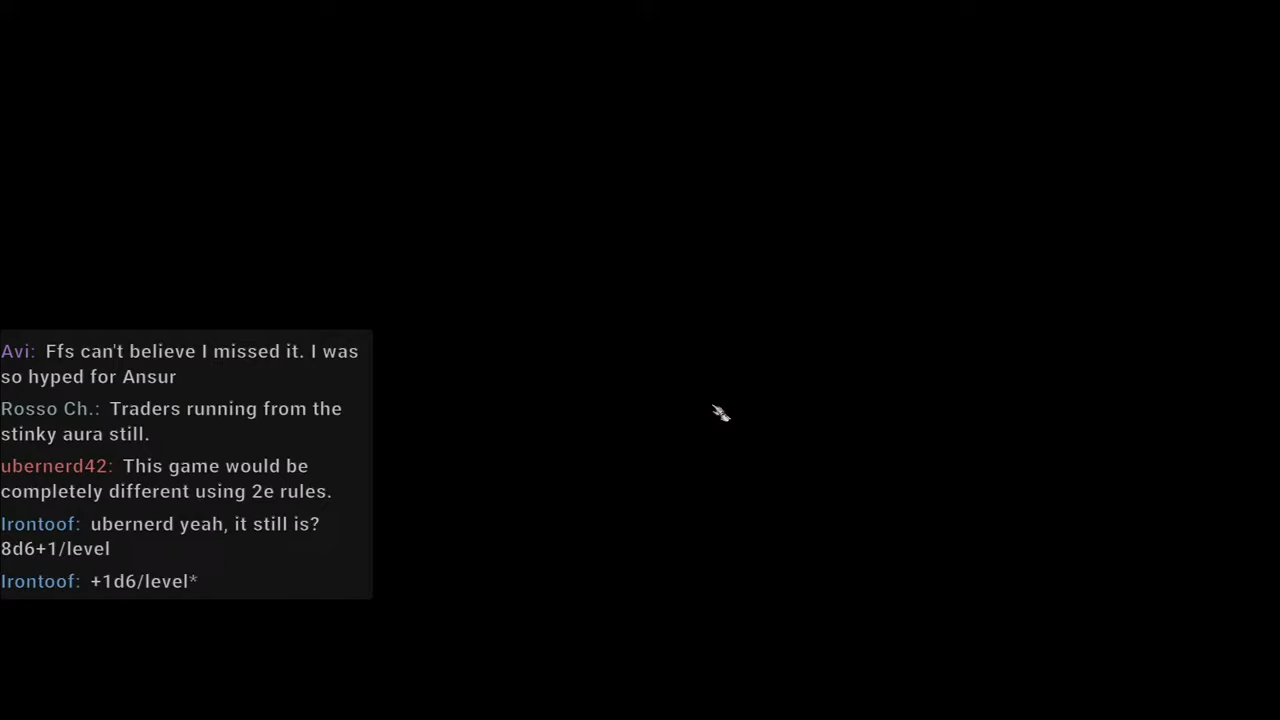 Avi: Ffs can't believe I missed it. I was
so hyped for Ansur
Rosso Ch.: Traders running from the
stinky aura still.
ubernerd42: This game would be
completely different using 2e rules.
Irontoof: ubernerd yeah, it still is?
8d6+1/level
Irontoof: +1d6/level*